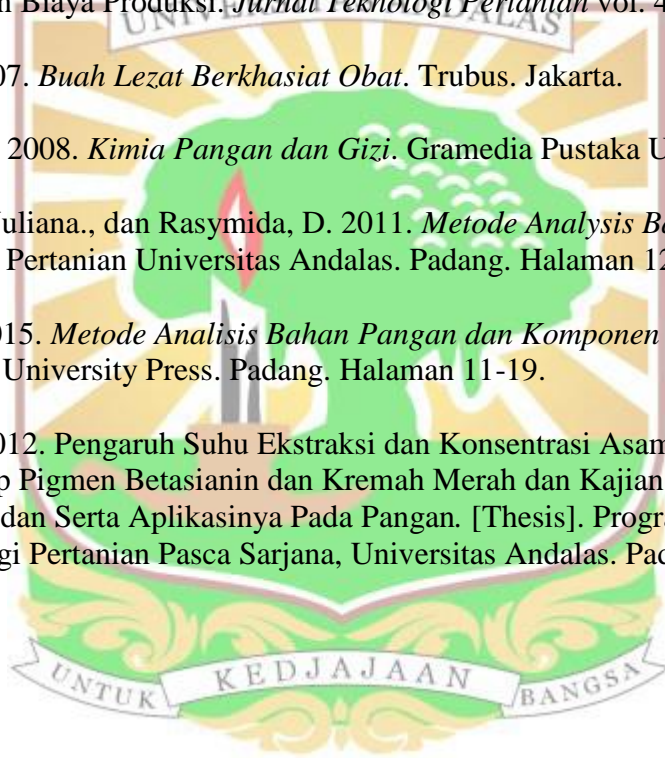 n Biaya Produksi. Jurnal Teknologi Pertanian vol. 4
UNIVERSITAS ANDALAS
07. Buah Lezat Berkhasiat Obat. Trubus. Jakarta.
2008. Kimia Pangan dan Gizi. Gramedia Pustaka U
uliana., dan Rasymida, D. 2011. Metode Analysis Ba
Pertanian Universitas Andalas. Padang. Halaman 12
015. Metode Analisis Bahan Pangan dan Komponen
University Press. Padang. Halaman 11-19.
012. Pengaruh Suhu Ekstraksi dan Konsentrasi Asam
p Pigmen Betasianin dan Kremah Merah dan Kajian
dan Serta Aplikasinya Pada Pangan. [Thesis]. Progra
gi Pertanian Pasca Sarjana, Universitas Andalas. Pad
UNTUK KEDJAJAAN BANGSA